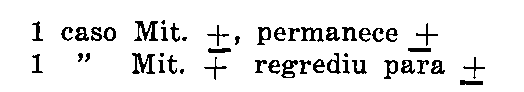 1 caso Mit. ±, permanece ±
1 ” Mit. + regrediu para ±